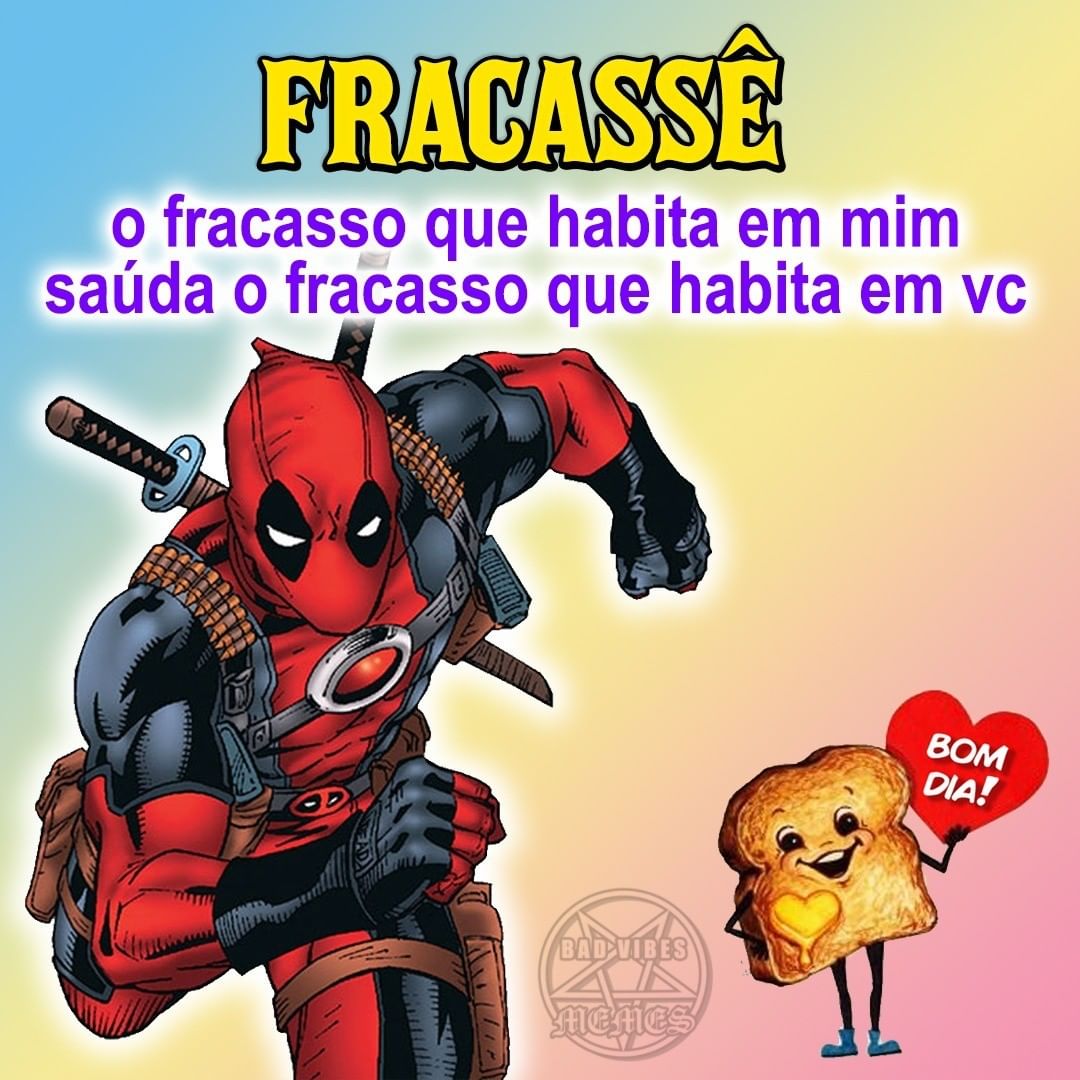 FRACASSÊ
o fracasso que habita em mim
saúda o fracasso que habita em vc
BOM
DIA!
BAD VIBES
MEMES